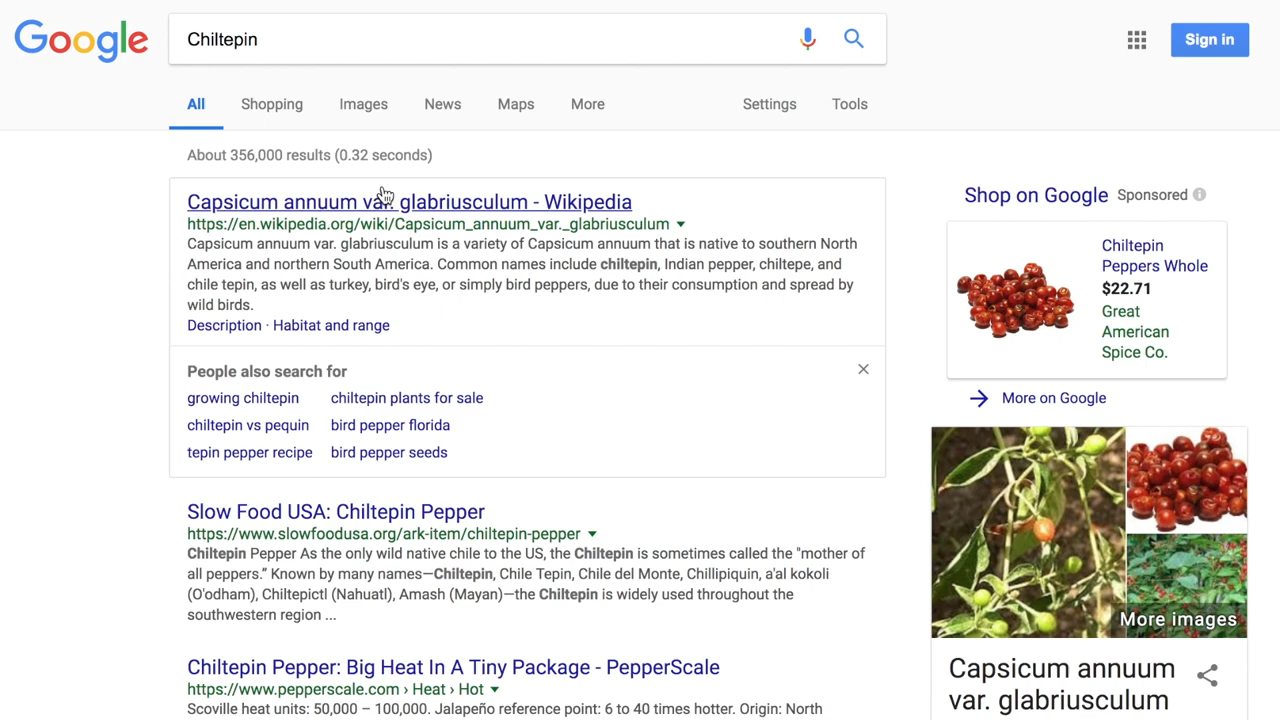 Google
Chiltepin
Sign in
All Shopping Images News Maps More Settings Tools
About 356,000 results (0.32 seconds)
Capsicum annuum var. glabriusculum - Wikipedia
https://en.wikipedia.org/wiki/Capsicum_annuum_var._glabriusculum
Capsicum annuum var. glabriusculum is a variety of Capsicum annuum that is native to southern North
America and northern South America. Common names include chiltepin, Indian pepper, chiltepe, and
chile tepin, as well as turkey, bird's eye, or simply bird peppers, due to their consumption and spread by
wild birds.
Description · Habitat and range
People also search for
growing chiltepin chiltepin plants for sale
chiltepin vs pequin bird pepper florida
tepin pepper recipe bird pepper seeds
Slow Food USA: Chiltepin Pepper
https://www.slowfoodusa.org/ark-item/chiltepin-pepper
Chiltepin Pepper As the only wild native chile to the US, the Chiltepin is sometimes called the "mother of
all peppers.” Known by many names—Chiltepin, Chile Tepin, Chile del Monte, Chillipiquin, a'al kokoli
(O'odham), Chiltepictl (Nahuatl), Amash (Mayan)—the Chiltepin is widely used throughout the
southwestern region ...
Chiltepin Pepper: Big Heat In A Tiny Package - PepperScale
https://www.pepperscale.com › Heat › Hot
Scoville heat units: 50,000 – 100,000. Jalapeño reference point: 6 to 40 times hotter. Origin: North
Shop on Google Sponsored
Chiltepin
Peppers Whole
$22.71
Great
American
Spice Co.
More on Google
More images
Capsicum annuum
var. glabriusculum